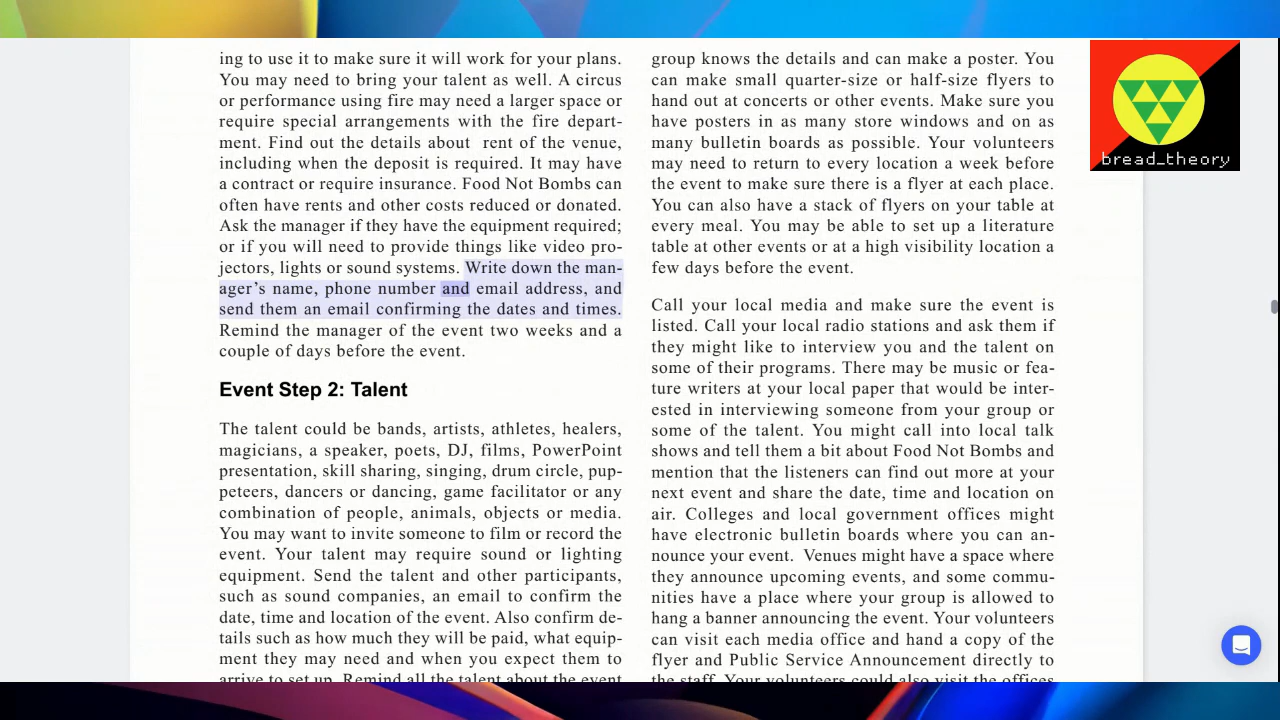 ing to use it to make sure it will work for your plans.
You may need to bring your talent as well. A circus
or performance using fire may need a larger space or
require special arrangements with the fire depart-
ment. Find out the details about rent of the venue,
including when the deposit is required. It may have
a contract or require insurance. Food Not Bombs can
often have rents and other costs reduced or donated.
Ask the manager if they have the equipment required;
or if you will need to provide things like video pro-
jectors, lights or sound systems. Write down the man-
ager's name, phone number and email address, and
send them an email confirming the dates and times.
Remind the manager of the event two weeks and a
couple of days before the event.
Event Step 2: Talent
The talent could be bands, artists, athletes, healers,
magicians, a speaker, poets, DJ, films, PowerPoint
presentation, skill sharing, singing, drum circle, pup-
peteers, dancers or dancing, game facilitator or any
combination of people, animals, objects or media.
You may want to invite someone to film or record the
event. Your talent may require sound or lighting
equipment. Send the talent and other participants,
such as sound companies, an email to confirm the
date, time and location of the event. Also confirm de-
tails such as how much they will be paid, what equip-
ment they may need and when you expect them to
arrive to set up. Remind all the talent about the event
group knows the details and can make a poster. You
can make small quarter-size or half-size flyers to
hand out at concerts or other events. Make sure you
have posters in as many store windows and on as
many bulletin boards as possible. Your volunteers
may need to return to every location a week before
the event to make sure there is a flyer at each place.
You can also have a stack of flyers on your table at
every meal. You may be able to set up a literature
table at other events or at a high visibility location a
few days before the event.
Call your local media and make sure the event is
listed. Call your local radio stations and ask them if
they might like to interview you and the talent on
some of their programs. There may be music or fea-
ture writers at your local paper that would be inter-
ested in interviewing someone from your group or
some of the talent. You might call into local talk
shows and tell them a bit about Food Not Bombs and
mention that the listeners can find out more at your
next event and share the date, time and location on
air. Colleges and local government offices might
have electronic bulletin boards where you can an-
nounce your event. Venues might have a space where
they announce upcoming events, and some commu-
nities have a place where your group is allowed to
hang a banner announcing the event. Your volunteers
can visit each media office and hand a copy of the
flyer and Public Service Announcement directly to
the staff. Your volunteers could also visit the offices
bread_theory